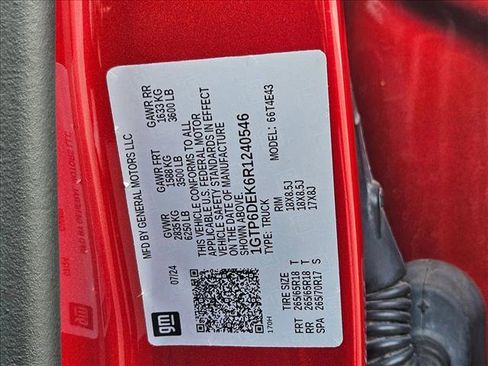 gm
MFD BY GENERAL MOTORS LLC
07/24
GVWR GAWR FRT GAWR RR
2835KG 1588 KG 1633 KG
6250 LB 3500 LB 3600 LB
THIS VEHICLE CONFORMS TO ALL
APPLICABLE U.S. FEDERAL MOTOR
VEHICLE SAFETY STANDARDS IN EFFECT
ON THE DATE OF MANUFACTURE
SHOWN ABOVE.
1GTP6DEK6R1240546
TYPE: TRUCK MODEL: 66T4E43
170H
TIRE SIZE RIM
FRT 265/65R18 T 18X8.5J
RR 265/65R18 T 18X8.5J
SPA 265/70R17 S 17X8J